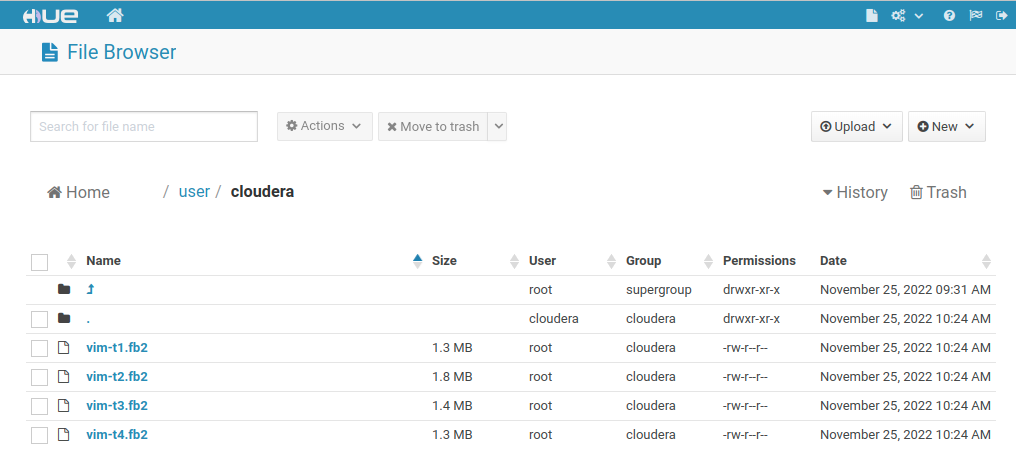 HUE
File Browser
Search for file name Actions Move to trash Upload New
Home / user / cloudera History Trash
Name Size User Group Permissions Date
root supergroup drwxr-xr-x November 25, 2022 09:31 AM
. cloudera cloudera drwxr-xr-x November 25, 2022 10:24 AM
vim-t1.fb2 1.3 MB root cloudera -rw-r--r-- November 25, 2022 10:24 AM
vim-t2.fb2 1.8 MB root cloudera -rw-r--r-- November 25, 2022 10:24 AM
vim-t3.fb2 1.4 MB root cloudera -rw-r--r-- November 25, 2022 10:24 AM
vim-t4.fb2 1.3 MB root cloudera -rw-r--r-- November 25, 2022 10:24 AM